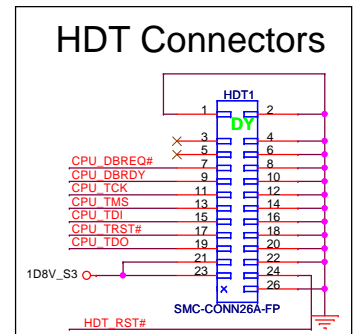 HDT Connectors
HDT1
1 2
DY
3 4
5 6
CPU_DBREQ# 7 8
CPU_DBRDY 9 10
CPU_TCK 11 12
CPU_TMS 13 14
CPU_TDI 15 16
CPU_TRST# 17 18
CPU_TDO 19 20
21 22
1D8V_S3 23 24
26
SMC-CONN26A-FP
HDT_RST#